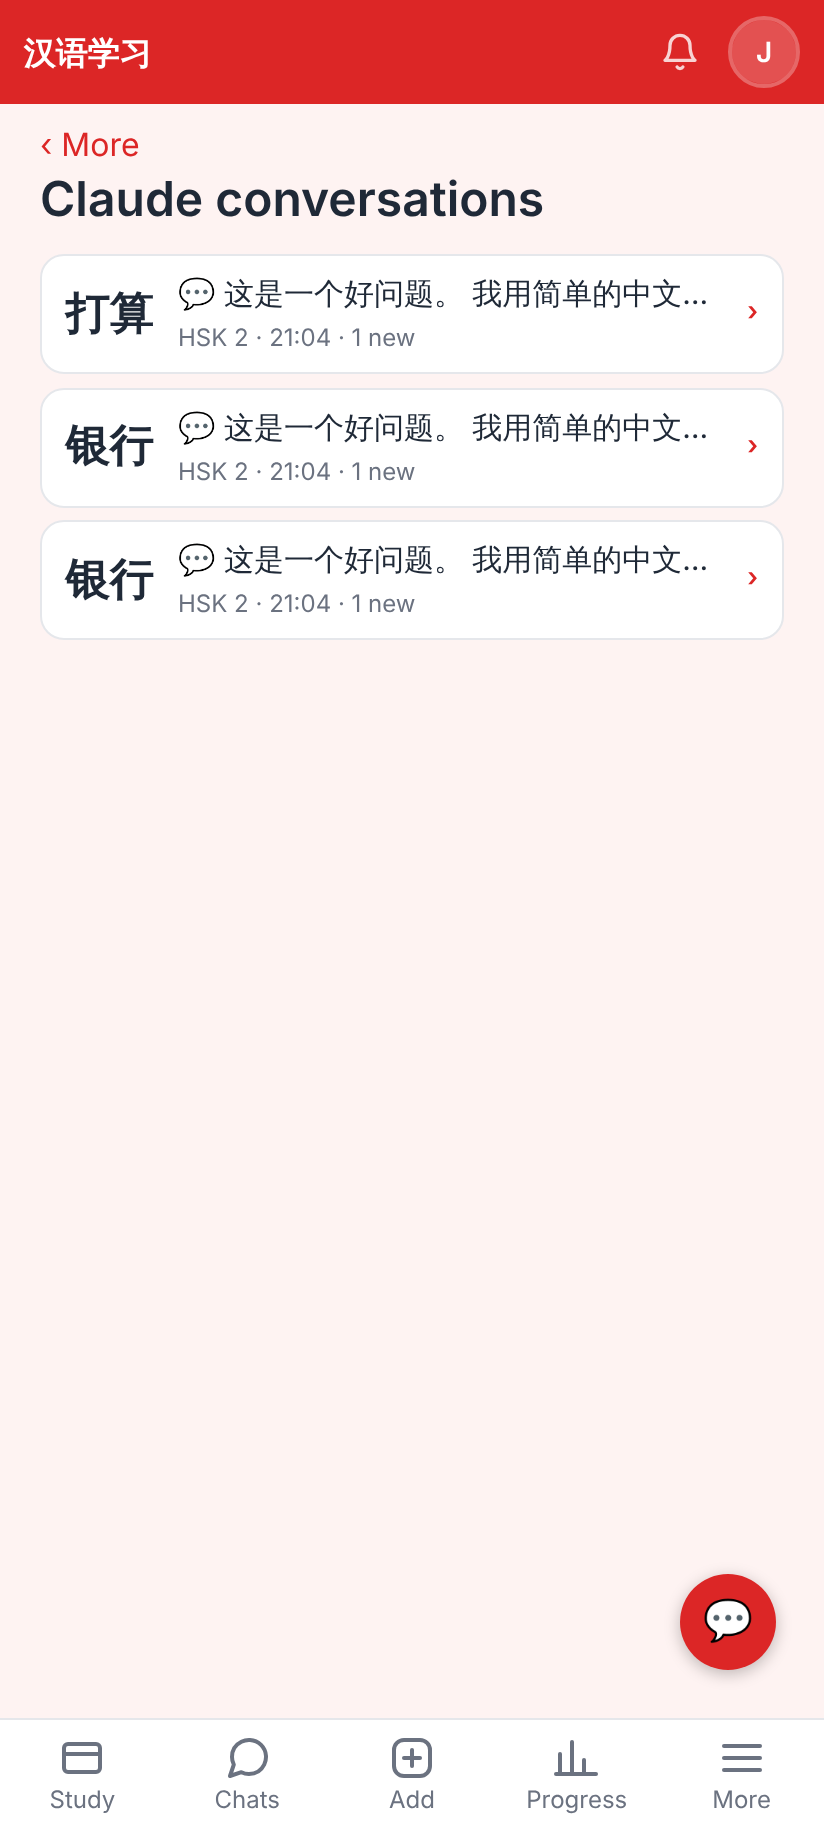 汉语学习
J
‹ More
Claude conversations
打算
💬 这是一个好问题。 我用简单的中文...
HSK 2 · 21:04 · 1 new
›
银行
💬 这是一个好问题。 我用简单的中文...
HSK 2 · 21:04 · 1 new
›
银行
💬 这是一个好问题。 我用简单的中文...
HSK 2 · 21:04 · 1 new
›
Study
Chats
Add
Progress
More